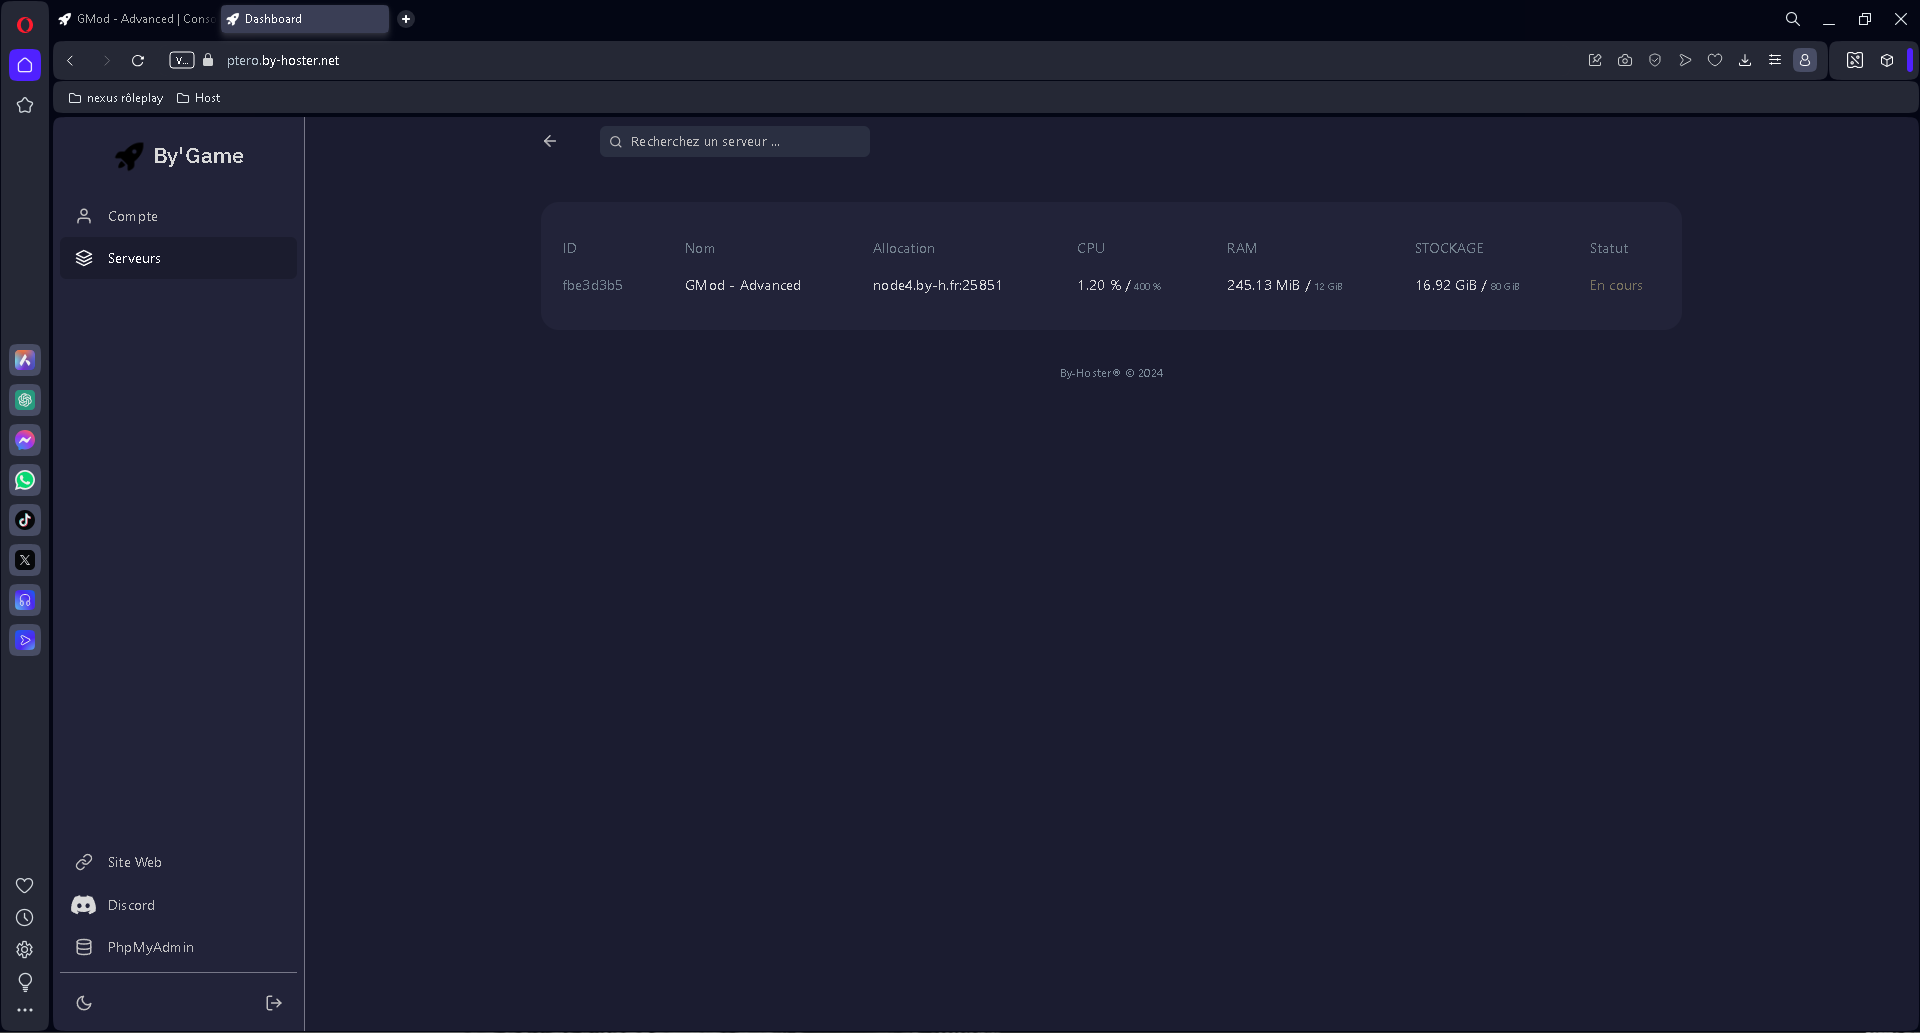 GMod - Advanced | Conso
Dashboard
V...
ptero.by-hoster.net
nexus rôleplay
Host
By'Game
Recherchez un serveur ...
Compte
Serveurs
ID Nom Allocation CPU RAM STOCKAGE Statut
fbe3d3b5 GMod - Advanced node4.by-h.fr:25851 1.20 % / 400 % 245.13 MiB / 12 GiB 16.92 GiB / 80 GiB En cours
By-Hoster® © 2024
Site Web
Discord
PhpMyAdmin